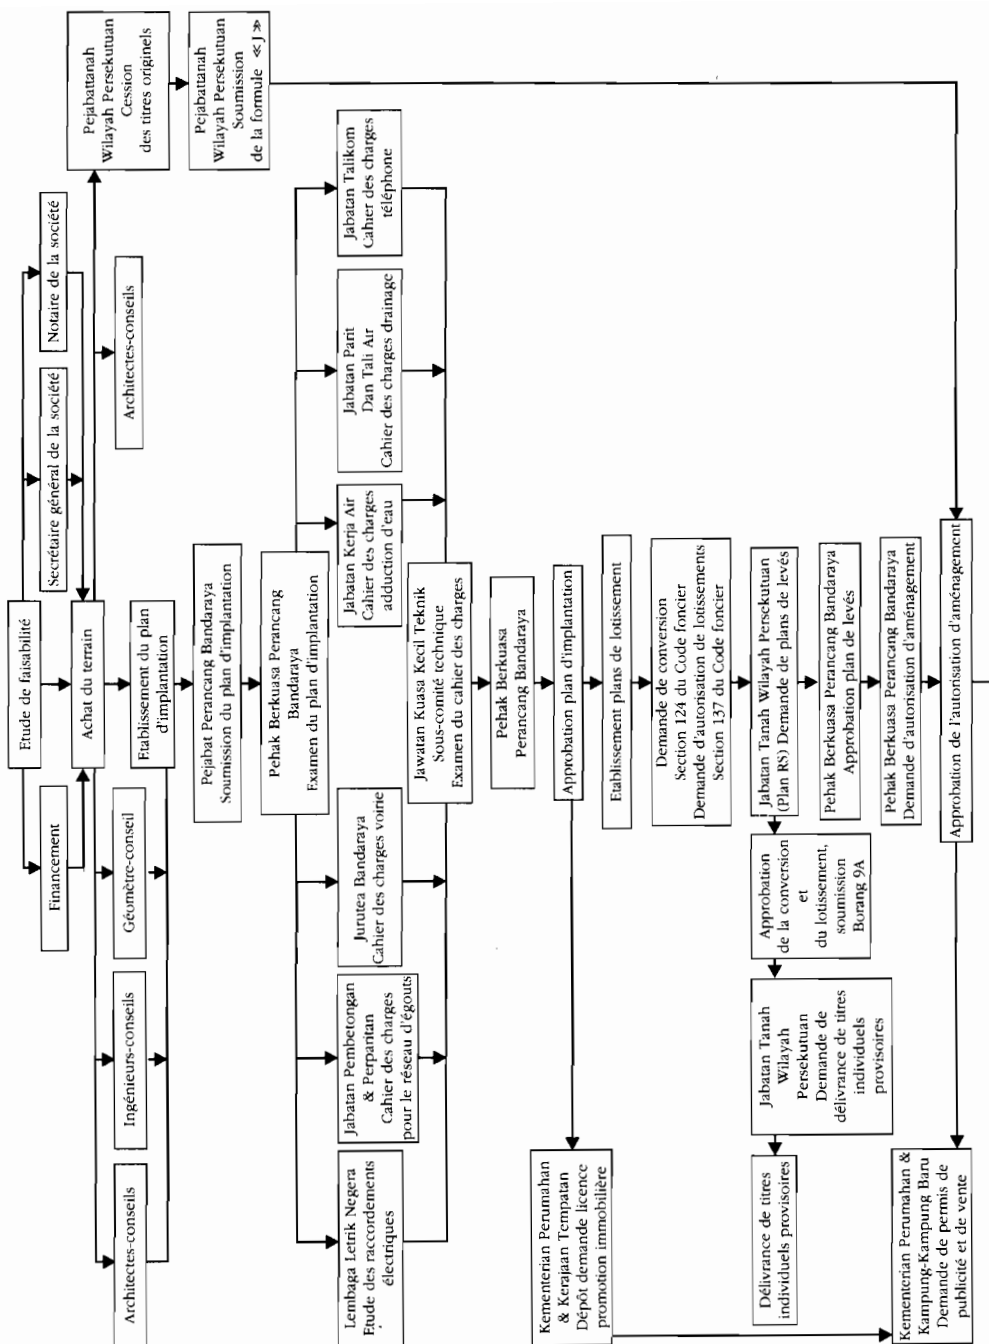 Etude de faisabilité
Financement
Secrétaire général de la société
Notaire de la société
Achat du terrain
Architectes-conseils
Ingénieurs-conseils
Géomètre-conseil
Etablissement du plan
d'implantation
Architectes-conseils
Pejabattanah
Wilayah Persekutuan
Cession
des titres originels
Pejabattanah
Wilayah Persekutuan
Soumission
de la formule «J»
Pejabat Perancang Bandaraya
Soumission du plan d'implantation
Pehak Berkuasa Perancang
Bandaraya
Examen du plan d'implantation
Lembaga Letrik Negera
Etude des raccordements
électriques
Jabatan Pembetongan
& Perparitan
Cahier des charges
pour le réseau d'égouts
Jurutea Bandaraya
Cahier des charges voirie
Jabatan Kerja Air
Cahier des charges
adduction d'eau
Jabatan Parit
Dan Tali Air
Cahier des charges drainage
Jabatan Talikom
Cahier des charges
téléphone
Jawatan Kuasa Kecil Teknik
Sous-comité technique
Examen du cahier des charges
Pehak Berkuasa
Perancang Bandaraya
Approbation plan d'implantation
Kementerian Perumahan
& Kerajaan Tempatan
Dépôt demande licence
promotion immobilière
Etablissement plans de lotissement
Demande de conversion
Section 124 du Code foncier
Demande d'autorisation de lotissements
Section 137 du Code foncier
Jabatan Tanah Wilayah Persekutuan
(Plan RS) Demande de plans de levés
Approbation
de la conversion
et
du lotissement,
soumission
Borang 9A
Jabatan Tanah
Wilayah
Persekutuan
Demande de
délivrance de titres
individuels
provisoires
Délivrance de titres
individuels provisoires
Pehak Berkuasa Perancang Bandaraya
Approbation plan de levés
Pehak Berkuasa Perancang Bandaraya
Demande d'autorisation d'aménagement
Approbation de l'autorisation d'aménagement
Kementerian Perumahan &
Kampung-Kampung Baru
Demande de permis de
publicité et de vente